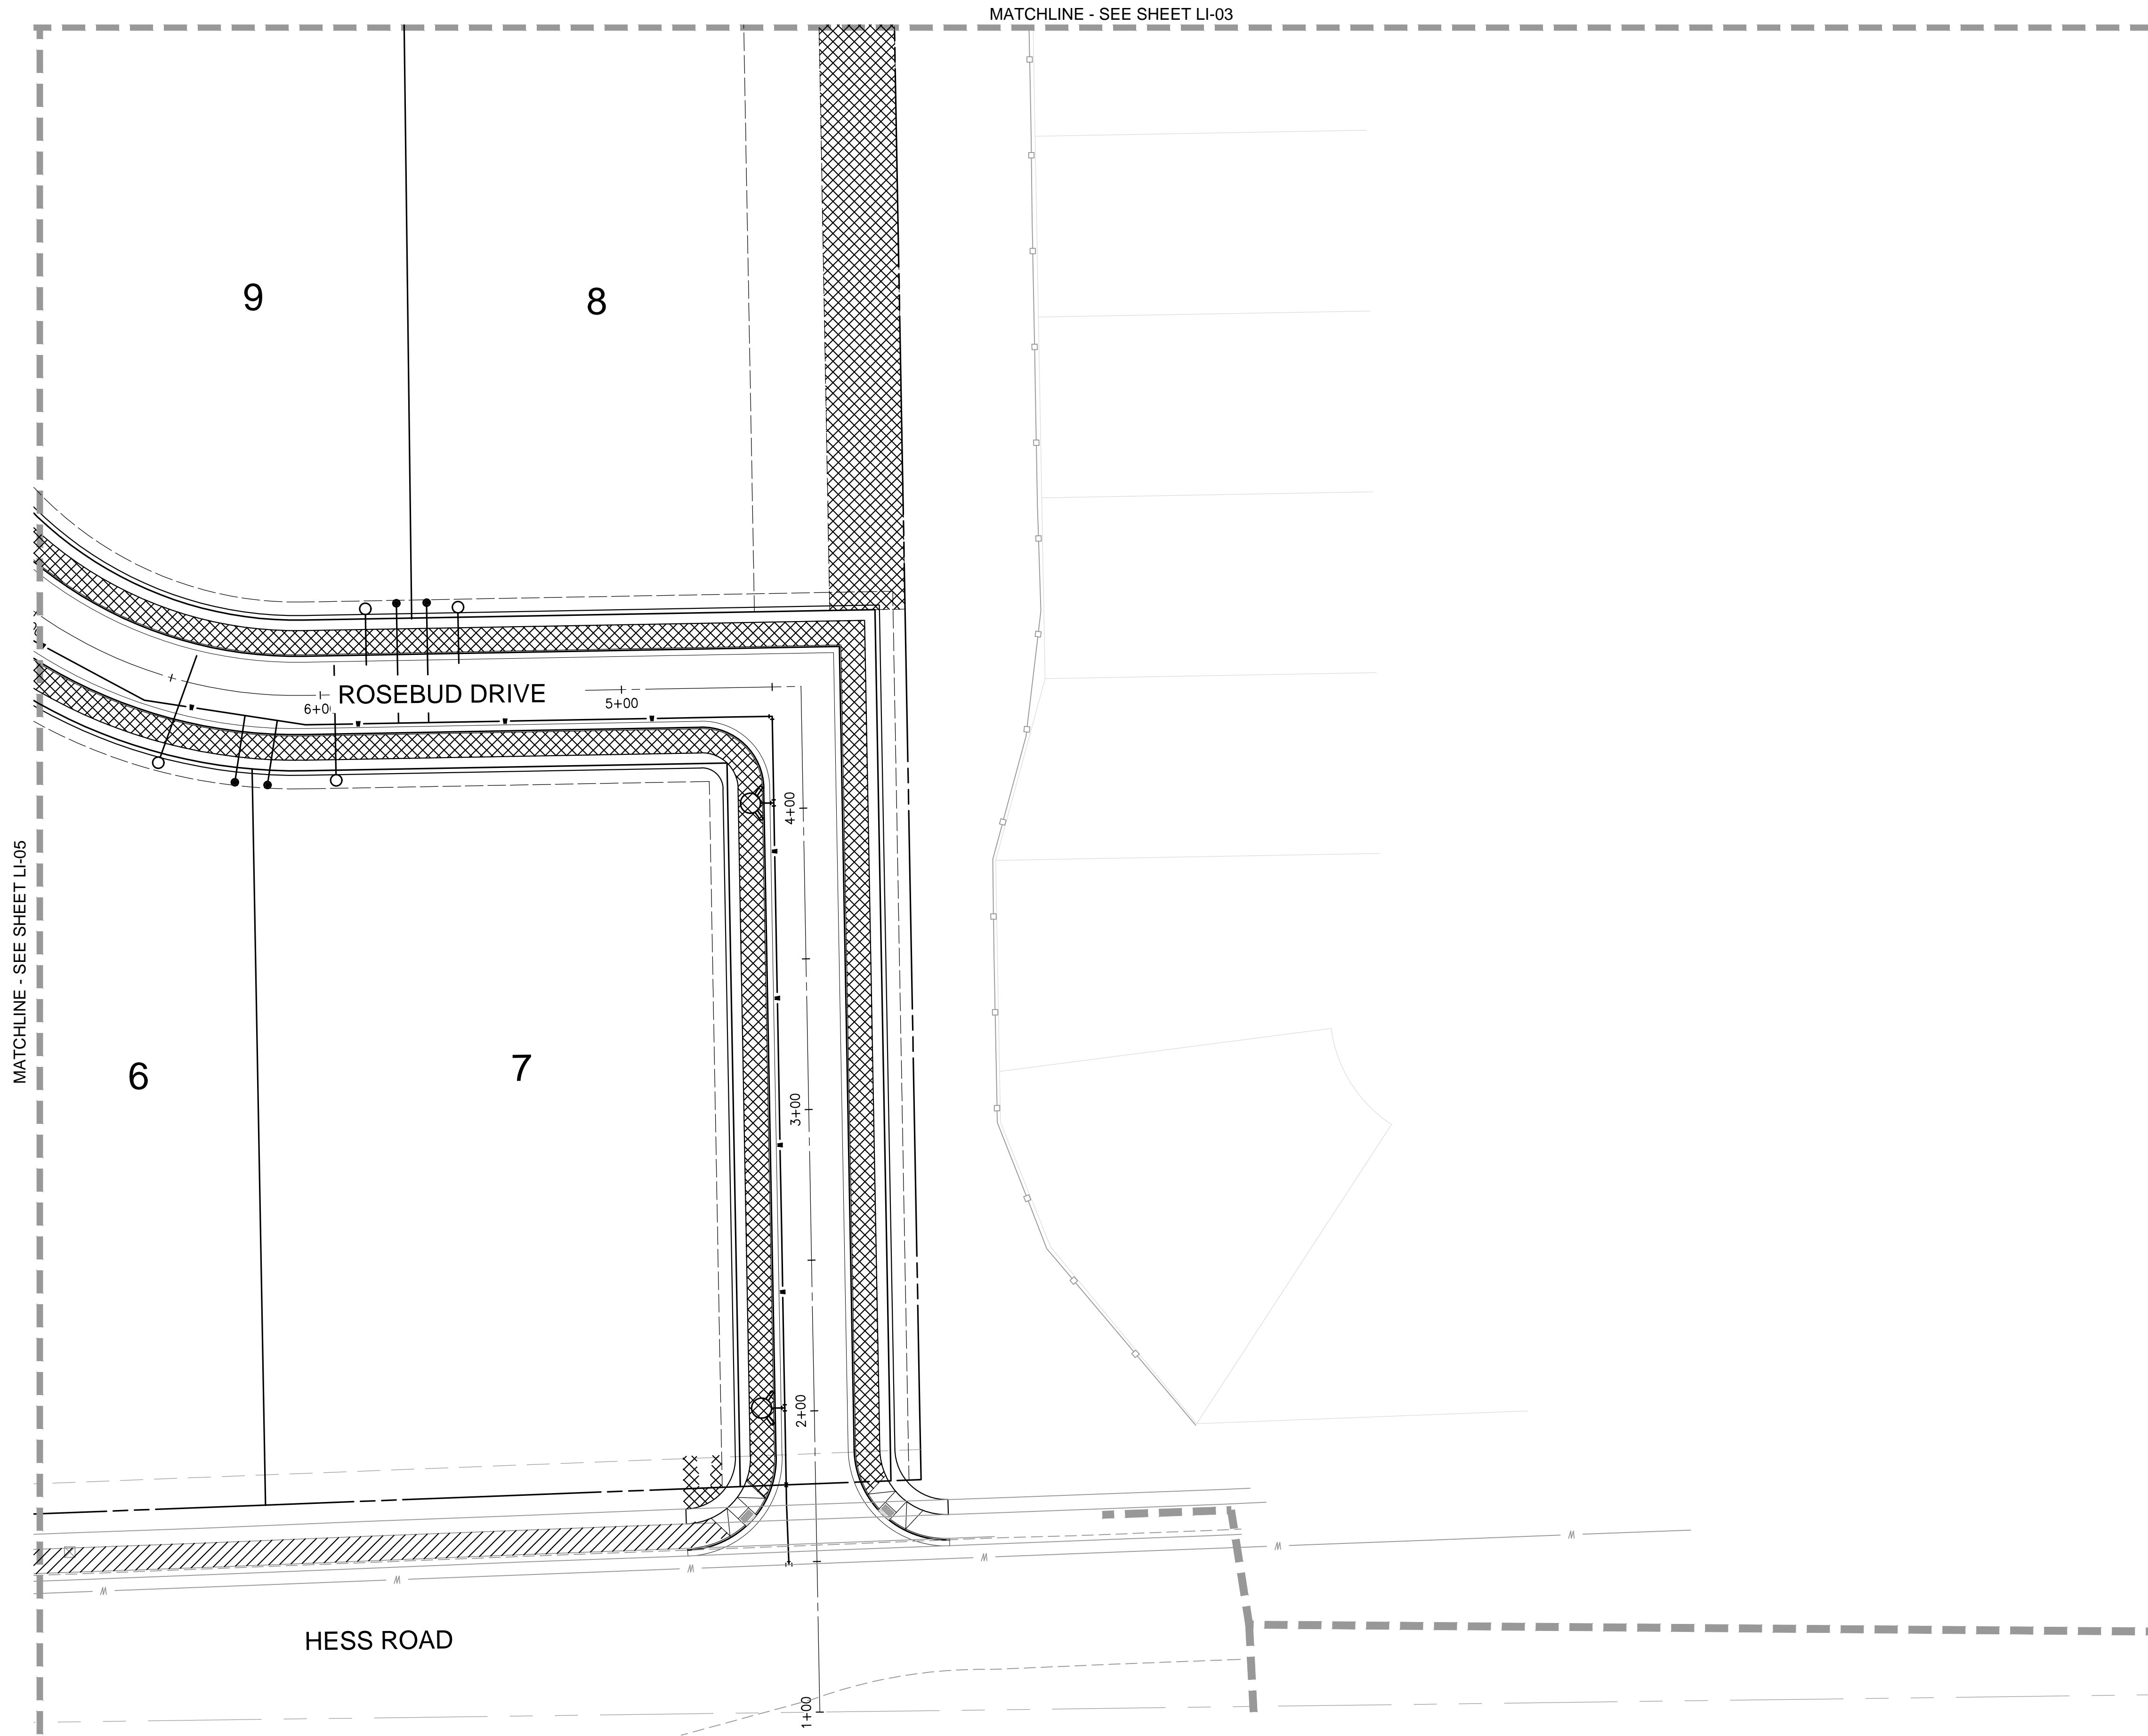 MATCHLINE - SEE SHEET LI-03
9
8
ROSEBUD DRIVE
6+00
5+00
4+00
MATCHLINE - SEE SHEET LI-05
6
7
3+00
2+00
W
W
W
W
W
W
HESS ROAD
1+00